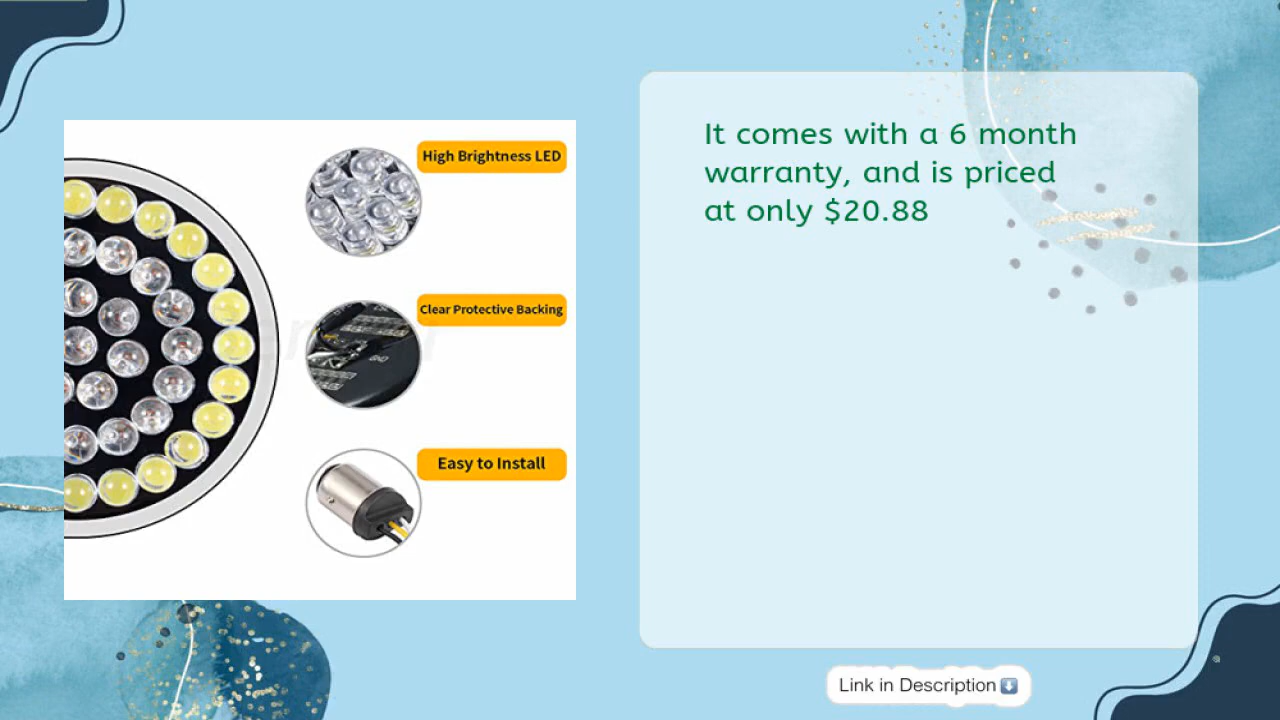 High Brightness LED
Clear Protective Backing
Easy to Install
It comes with a 6 month
warranty, and is priced
at only $20.88
Link in Description